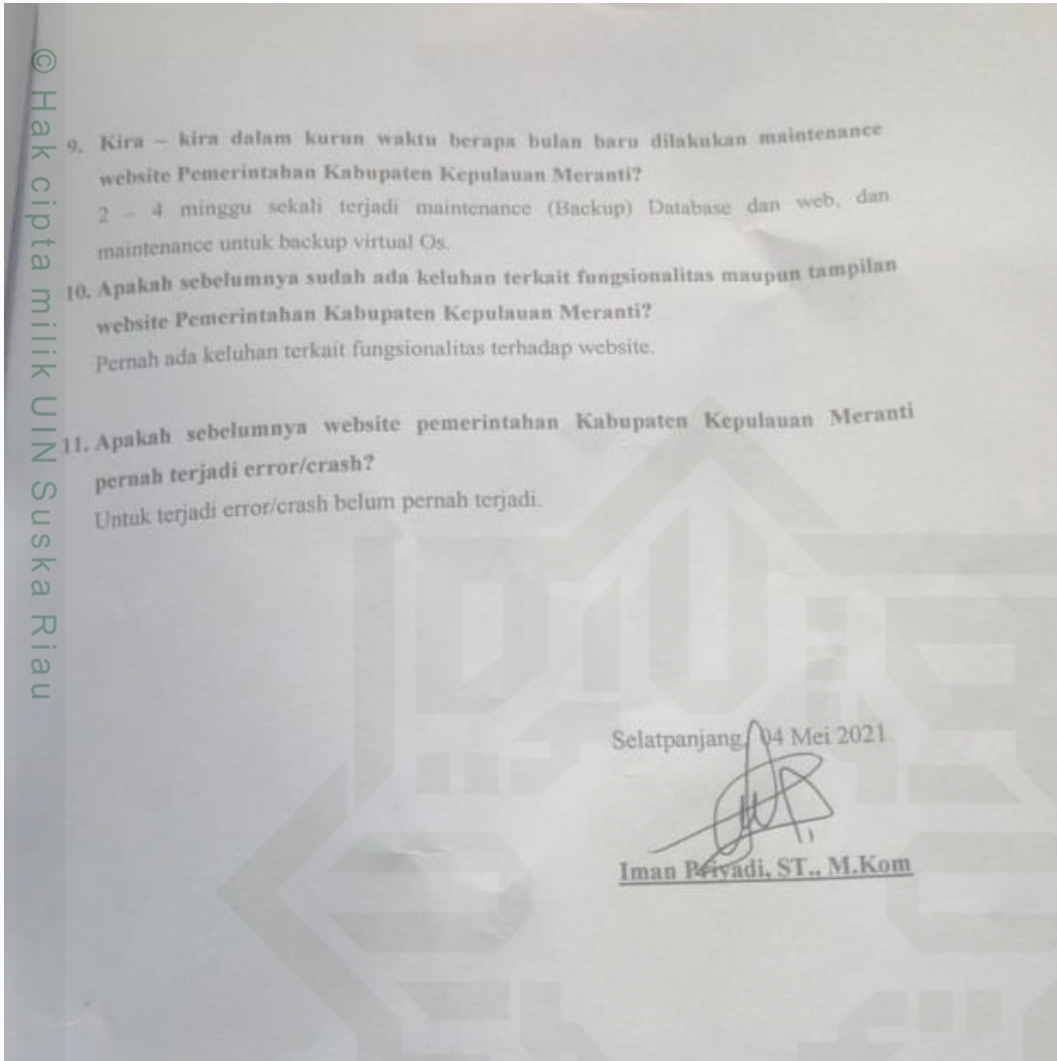 © Hak cipta milik UIN Suska Riau
9. Kira – kira dalam kurun waktu berapa bulan baru dilakukan maintenance
website Pemerintahan Kabupaten Kepulauan Meranti?
2 – 4 minggu sekali terjadi maintenance (Backup) Database dan web, dan
maintenance untuk backup virtual Os.
10. Apakah sebelumnya sudah ada keluhan terkait fungsionalitas maupun tampilan
website Pemerintahan Kabupaten Kepulauan Meranti?
Pernah ada keluhan terkait fungsionalitas terhadap website.
11. Apakah sebelumnya website pemerintahan Kabupaten Kepulauan Meranti
pernah terjadi error/crash?
Untuk terjadi error/crash belum pernah terjadi.
Selatpanjang, 04 Mei 2021
Iman Priyadi, ST., M.Kom